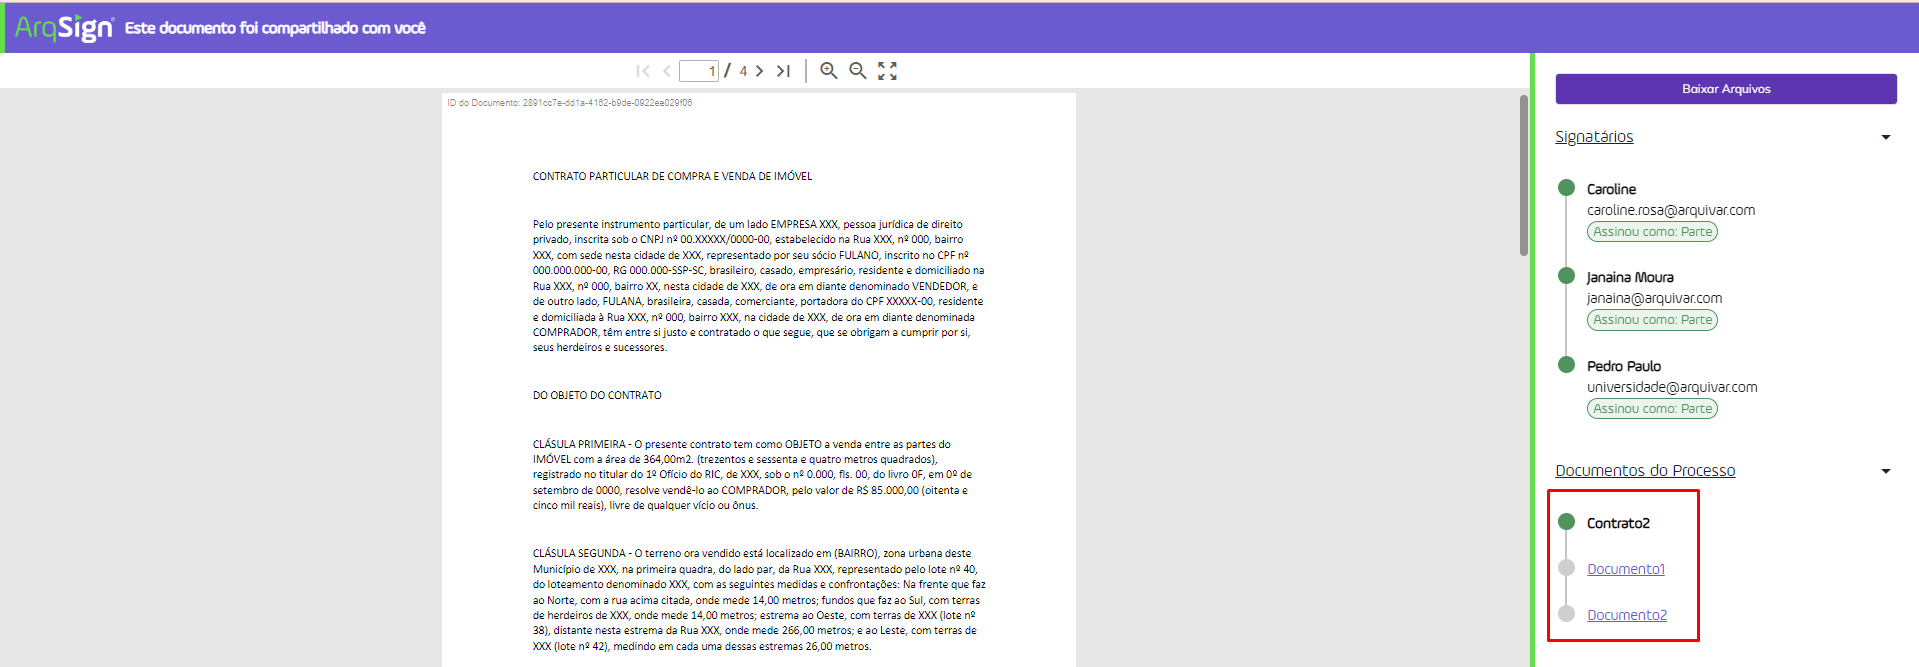 ArqSign® Este documento foi compartilhado com você
1 / 4
ID do Documento: 2891cc7e-dd1a-4162-b9de-0922ee029f06
CONTRATO PARTICULAR DE COMPRA E VENDA DE IMÓVEL
Pelo presente instrumento particular, de um lado EMPRESA XXX, pessoa jurídica de direito
privado, inscrita sob o CNPJ nº 00.XXXXX/0000-00, estabelecido na Rua XXX, nº 000, bairro
XXX, com sede nesta cidade de XXX, representado por seu sócio FULANO, inscrito no CPF nº
000.000.000-00, RG 000.000-SSP-SC, brasileiro, casado, empresário, residente e domiciliado na
Rua XXX, nº 000, bairro XX, nesta cidade de XXX, de ora em diante denominado VENDEDOR, e
de outro lado, FULANA, brasileira, casada, comerciante, portadora do CPF XXXXX-00, residente
e domiciliada à Rua XXX, nº 000, bairro XXX, na cidade de XXX, de ora em diante denominada
COMPRADOR, têm entre si justo e contratado o que segue, que se obrigam a cumprir por si,
seus herdeiros e sucessores.
DO OBJETO DO CONTRATO
CLÁSULA PRIMEIRA - O presente contrato tem como OBJETO a venda entre as partes do
IMÓVEL com a área de 364,00m2. (trezentos e sessenta e quatro metros quadrados),
registrado no titular do 1º Ofício do RIC, de XXX, sob o nº 0.000, fls. 00, do livro 0F, em 0º de
setembro de 0000, resolve vendê-lo ao COMPRADOR, pelo valor de R$ 85.000,00 (oitenta e
cinco mil reais), livre de qualquer vício ou ônus.
CLÁSULA SEGUNDA - O terreno ora vendido está localizado em (BAIRRO), zona urbana deste
Município de XXX, na primeira quadra, do lado par, da Rua XXX, representado pelo lote nº 40,
do loteamento denominado XXX, com as seguintes medidas e confrontações: Na frente que faz
ao Norte, com a rua acima citada, onde mede 14,00 metros; fundos que faz ao Sul, com terras
de herdeiros de XXX, onde mede 14,00 metros; estrema ao Oeste, com terras de XXX (lote nº
38), distante nesta estrema da Rua XXX, onde mede 266,00 metros; e ao Leste, com terras de
XXX (lote nº 42), medindo em cada uma dessas estremas 26,00 metros.
Baixar Arquivos
Signatários
Caroline
caroline.rosa@arquivar.com
Assinou como: Parte
Janaina Moura
janaina@arquivar.com
Assinou como: Parte
Pedro Paulo
universidade@arquivar.com
Assinou como: Parte
Documentos do Processo
Contrato2
Documento1
Documento2